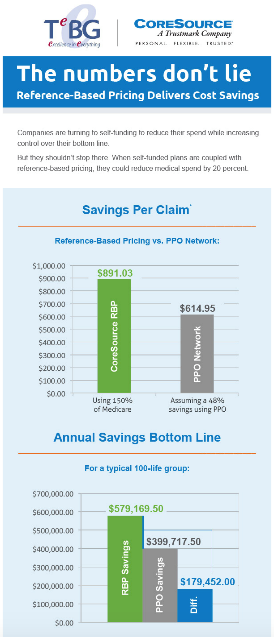 TeBG
Excellence in Everything
CORESOURCE
A Trustmark Company
PERSONAL. FLEXIBLE. TRUSTED.
The numbers don't lie
Reference-Based Pricing Delivers Cost Savings
Companies are turning to self-funding to reduce their spend while increasing
control over their bottom line.
But they shouldn't stop there. When self-funded plans are coupled with
reference-based pricing, they could reduce medical spend by 20 percent.
Savings Per Claim*
Reference-Based Pricing vs. PPO Network:
$1,000.00
$900.00
$800.00
$700.00
$600.00
$500.00
$400.00
$300.00
$200.00
$100.00
$0.00
$891.03
CoreSource RBP
$614.95
PPO Network
Using 150%
of Medicare
Assuming a 48%
savings using PPO
Annual Savings Bottom Line
For a typical 100-life group:
$700,000.00
$600,000.00
$500,000.00
$400,000.00
$300,000.00
$200,000.00
$100,000.00
$0.00
$579,169.50
RBP Savings
$399,717.50
PPO Savings
$179,452.00
Diff.